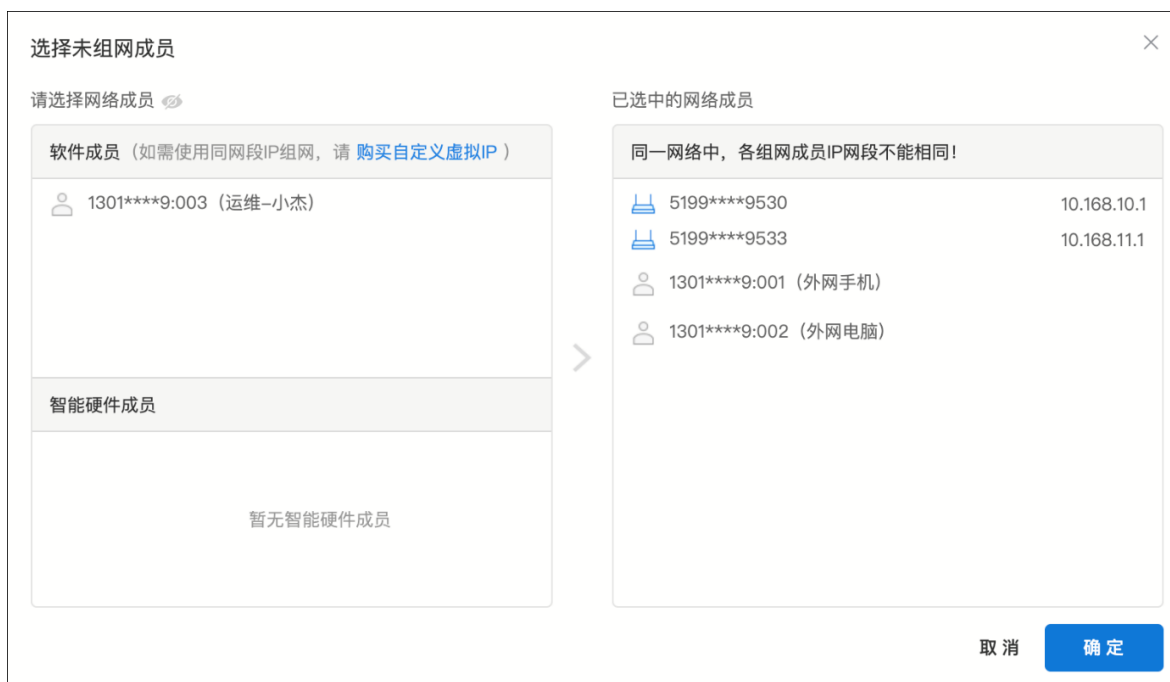 选择未组网成员
请选择网络成员
软件成员（如需使用同网段IP组网，请 购买自定义虚拟IP ）
1301****9:003（运维–小杰）
智能硬件成员
暂无智能硬件成员
已选中的网络成员
同一网络中，各组网成员IP网段不能相同！
5199****9530 10.168.10.1
5199****9533 10.168.11.1
1301****9:001（外网手机）
1301****9:002（外网电脑）
取 消 确 定